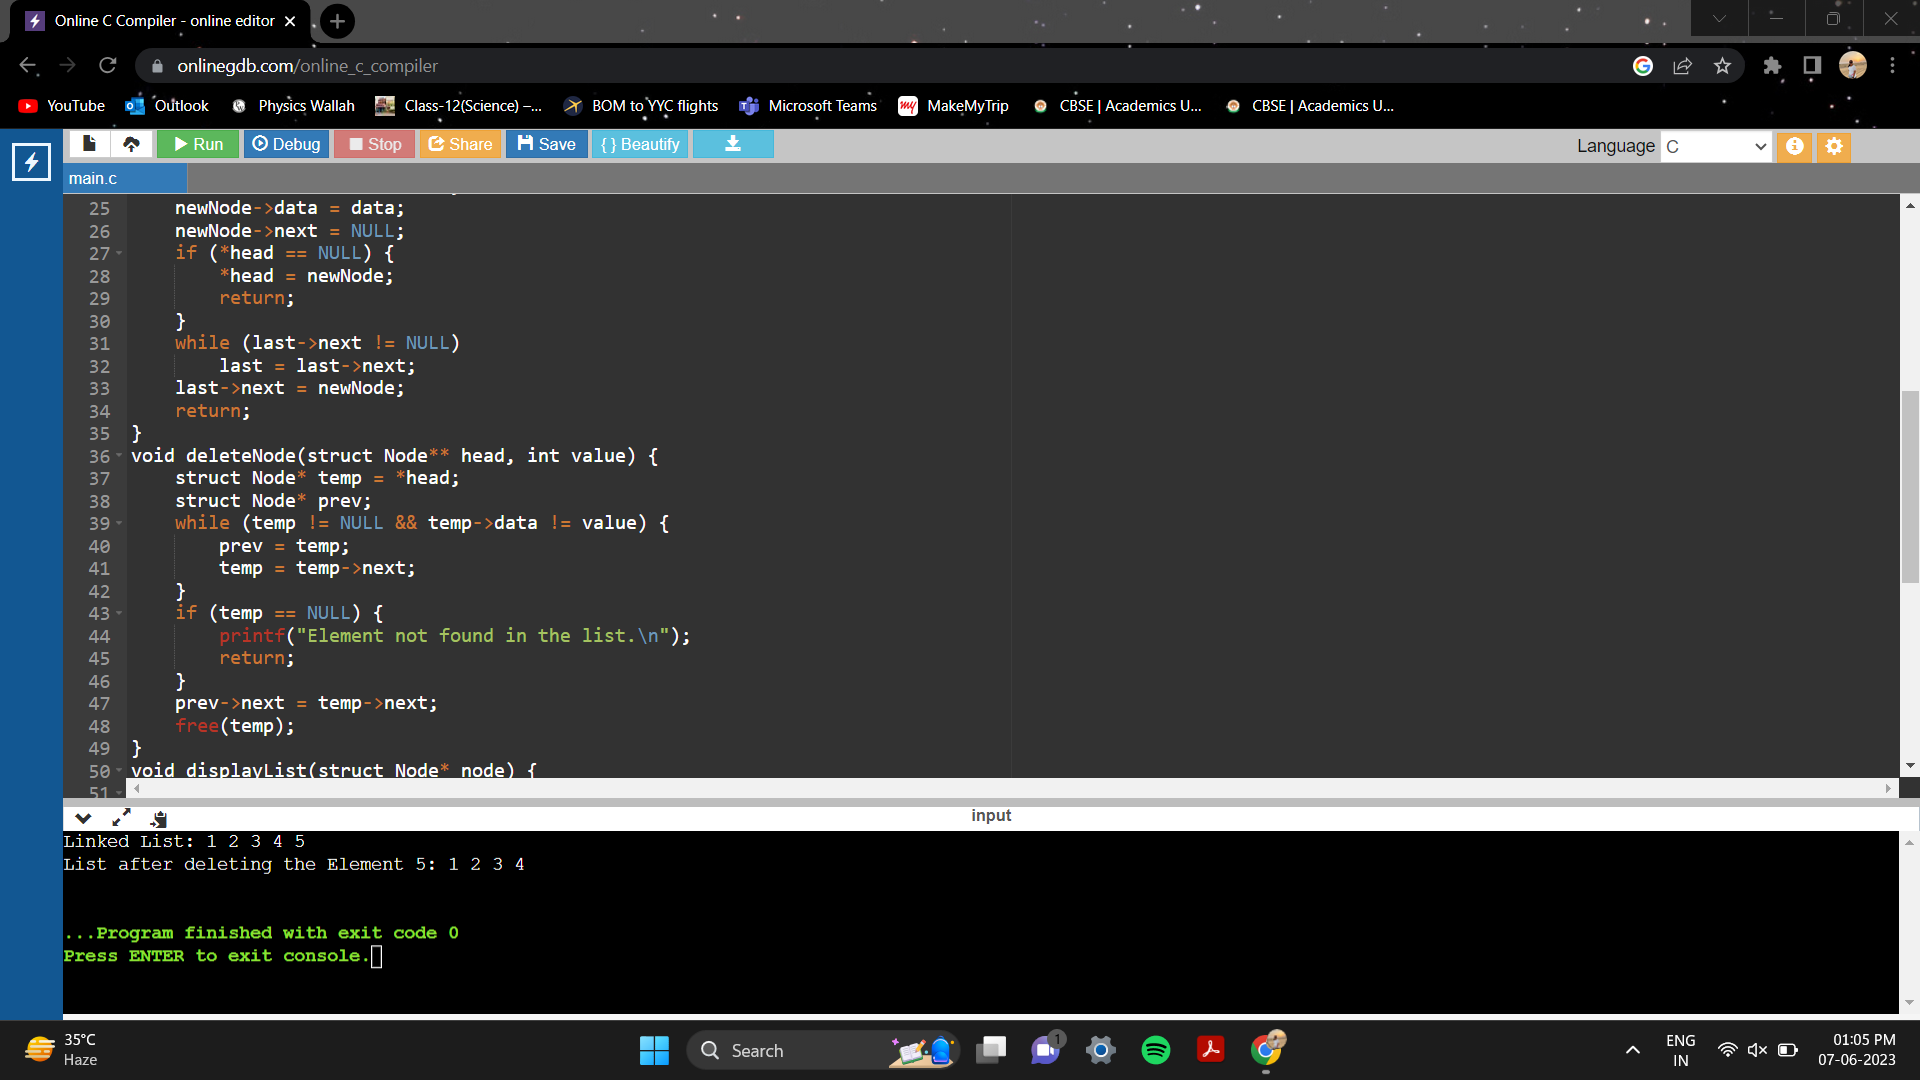 Online C Compiler - online editor
onlinegdb.com/online_c_compiler
YouTube Outlook Physics Wallah Class-12(Science) –... BOM to YYC flights Microsoft Teams my MakeMyTrip CBSE | Academics U... CBSE | Academics U...
Run Debug Stop Share Save { } Beautify Language C
main.c
25 newNode->data = data;
26 newNode->next = NULL;
27 if (*head == NULL) {
28 *head = newNode;
29 return;
30 }
31 while (last->next != NULL)
32 last = last->next;
33 last->next = newNode;
34 return;
35 }
36 void deleteNode(struct Node** head, int value) {
37 struct Node* temp = *head;
38 struct Node* prev;
39 while (temp != NULL && temp->data != value) {
40 prev = temp;
41 temp = temp->next;
42 }
43 if (temp == NULL) {
44 printf("Element not found in the list.\n");
45 return;
46 }
47 prev->next = temp->next;
48 free(temp);
49 }
50 void displayList(struct Node* node) {
51
input
Linked List: 1 2 3 4 5
List after deleting the Element 5: 1 2 3 4
...Program finished with exit code 0
Press ENTER to exit console.
35°C
Haze
Search
1
ENG
IN
01:05 PM
07-06-2023